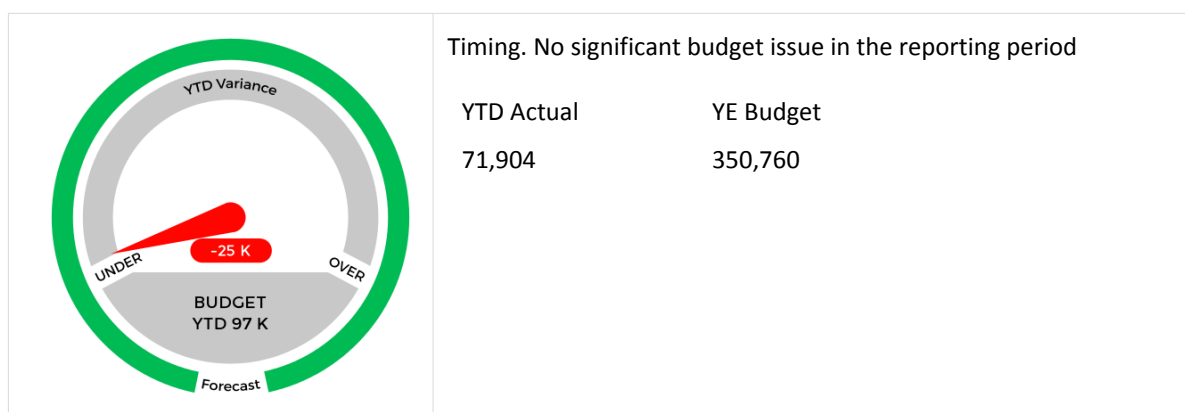 YTD Variance
-25 K
UNDER
OVER
BUDGET
YTD 97 K
Forecast
Timing. No significant budget issue in the reporting period
YTD Actual YE Budget
71,904 350,760